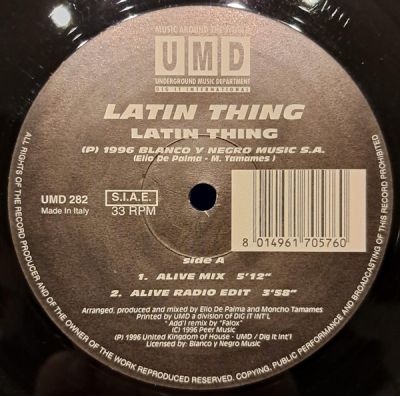 MUSIC AROUND THE WORLD
UMD
UNDERGROUND MUSIC DEPARTMENT
DIG IT INTERNATIONAL
LATIN THING
LATIN THING
(P) 1996 BLANCO Y NEGRO MUSIC S.A.
(Elio De Palma - M. Tamames )
UMD 282
Made in Italy
S.I.A.E.
33 RPM
8 014961 705760
side A
1. ALIVE MIX 5'12"
2. ALIVE RADIO EDIT 3'58"
Arranged, produced and mixed by Elio De Palma and Moncho Tamames
Printed by UMD a division of DIG IT INT'L
"Add'l remix by "Falox"
(C) 1996 Peer Music
(P) 1996 United Kingdom of House - UMD / Dig It Int'l
Licensed by: Blanco y Negro Music
ALL RIGHTS OF THE RECORD PRODUCER AND OF THE OWNER OF THE WORK REPRODUCED RESERVED. COPYING, PUBLIC PERFORMANCE AND BROADCASTING OF THIS RECORD PROHIBITED